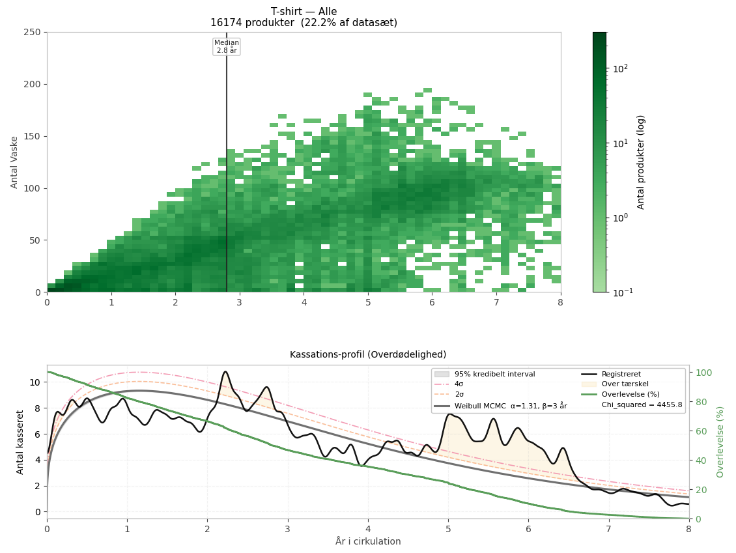 T-shirt — Alle
16174 produkter  (22.2% af datasæt)
250
200
150
100
50
0
Antal Vaske
Median
2.8 år
0 1 2 3 4 5 6 7 8
10²
10¹
10⁰
10⁻¹
Antal produkter (log)
Kassations-profil (Overdødelighed)
10
8
6
4
2
0
Antal kasseret
95% kredibelt interval
4σ
2σ
Weibull MCMC  α=1.31, β=3 år
Registreret
Over tærskel
Overlevelse (%)
Chi_squared = 4455.8
100
80
60
40
20
0
Overlevelse (%)
0 1 2 3 4 5 6 7 8
År i cirkulation